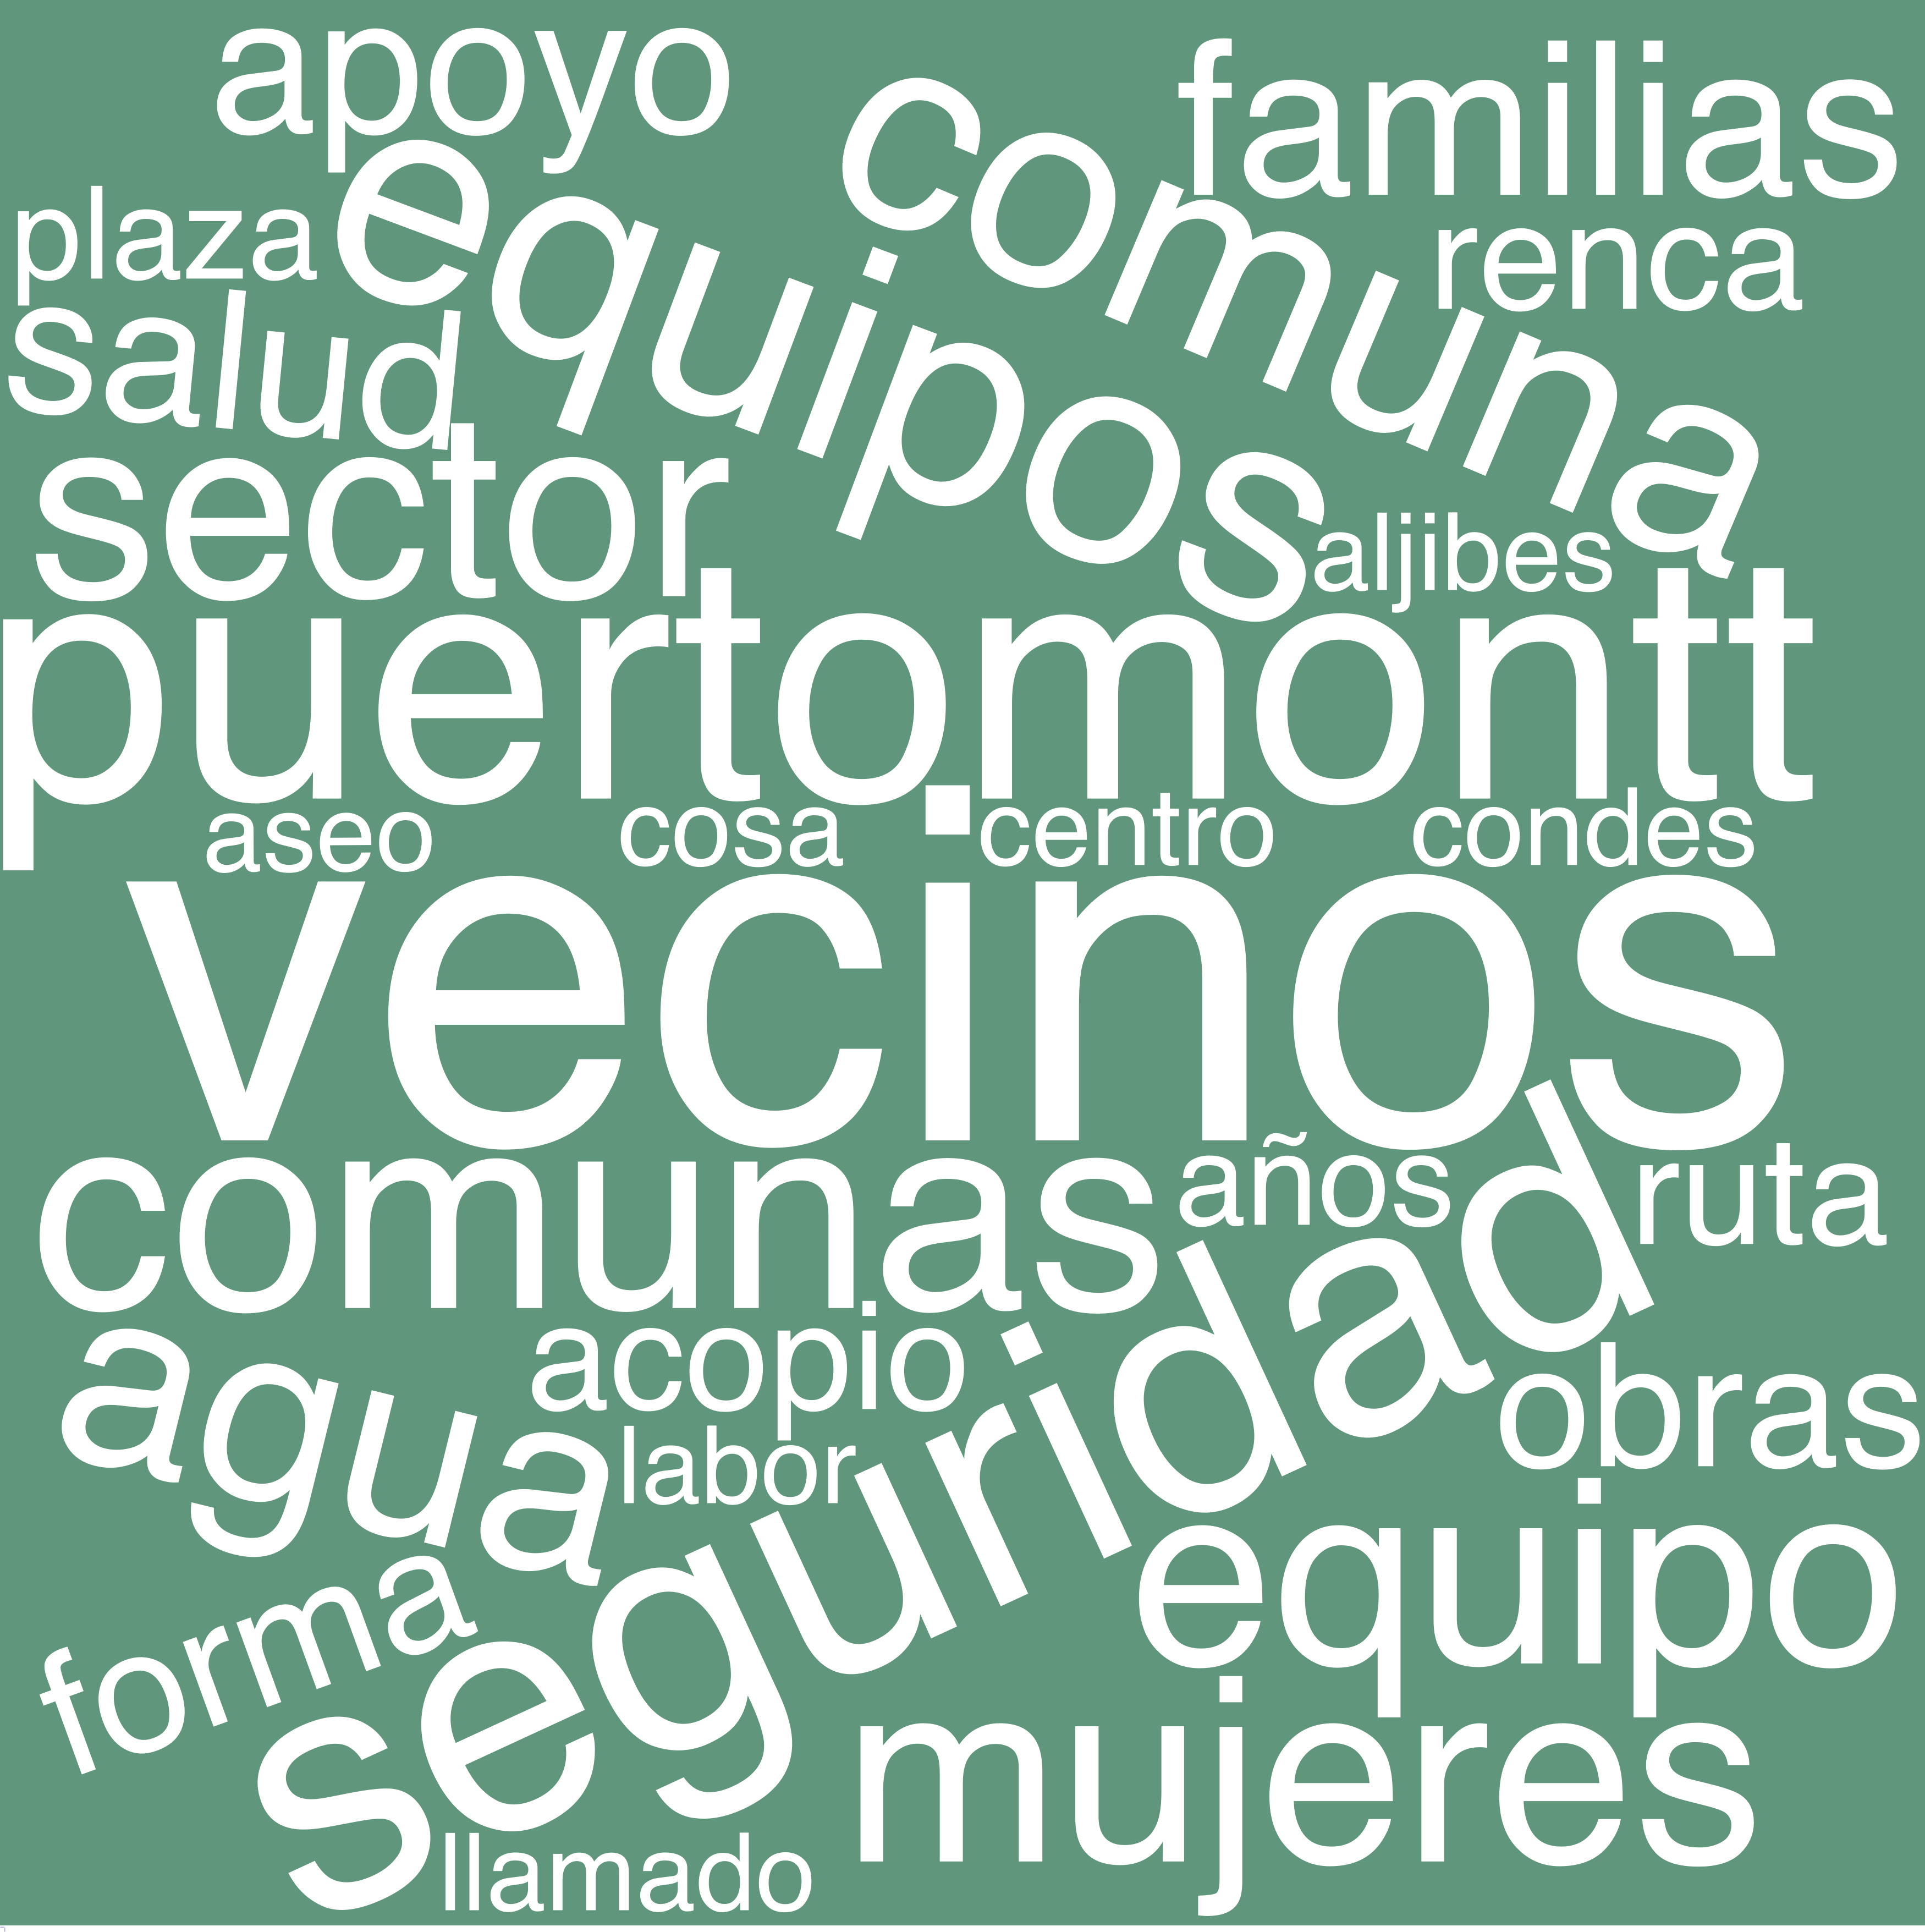 apoyo
familias
comuna
plaza
equipos
renca
salud
sector
alljibes
puertomontt
aseo
cosa
centro
condes
vecinos
comunas
años
ruta
agua
acopio
seguridad
obras
labor
equipo
forma
mujeres
llamado